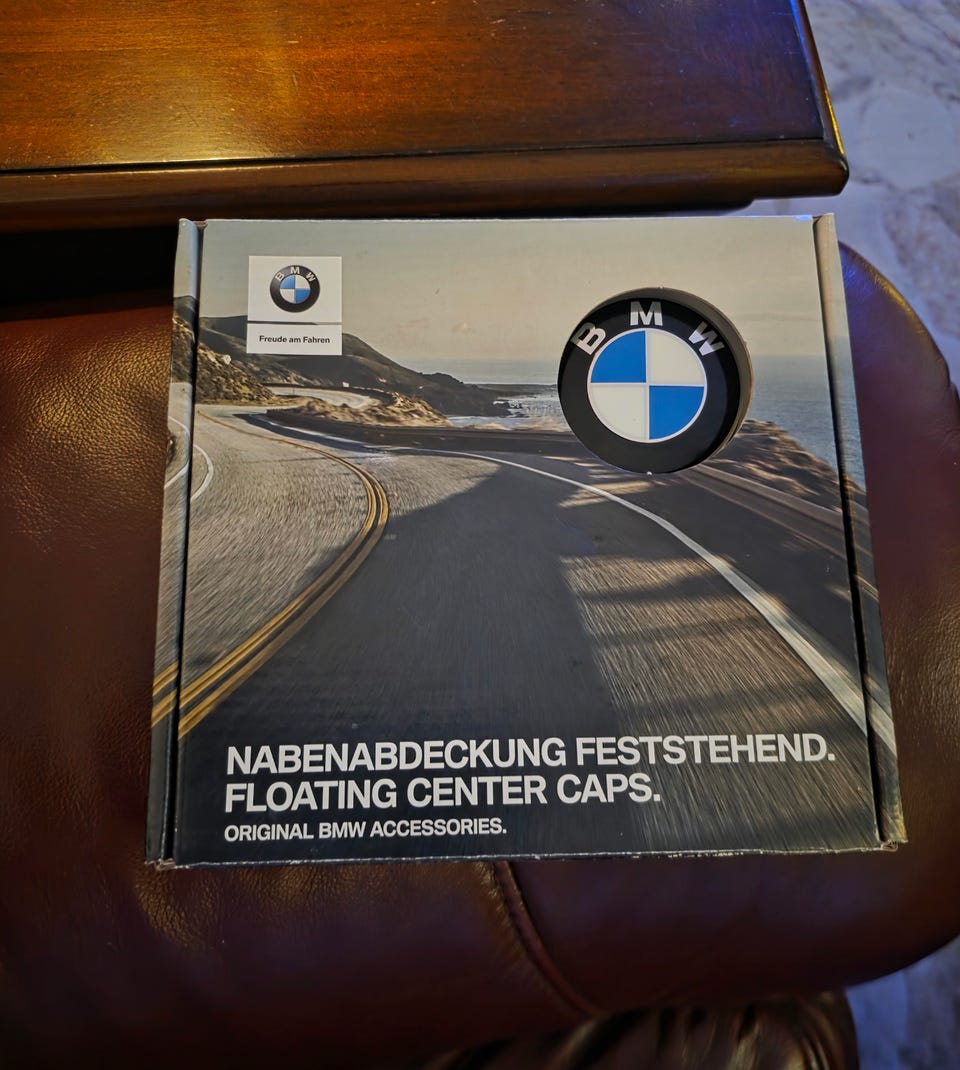 BMW
Freude am Fahren
BMW
NABENABDECKUNG FESTSTEHEND.
FLOATING CENTER CAPS.
ORIGINAL BMW ACCESSORIES.